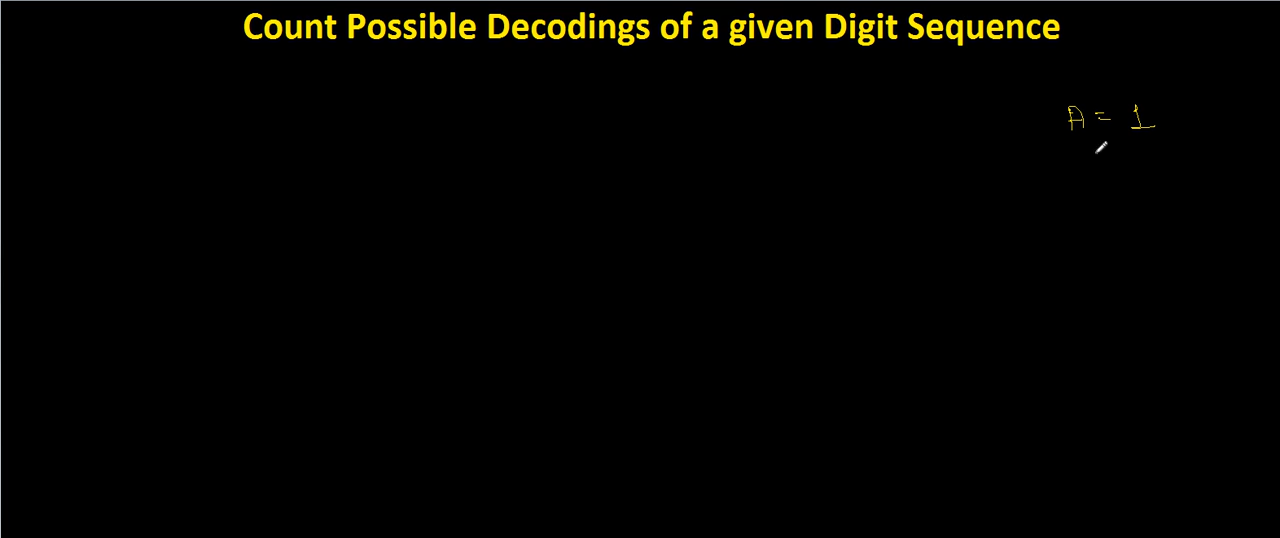 Count Possible Decodings of a given Digit Sequence
A = 1